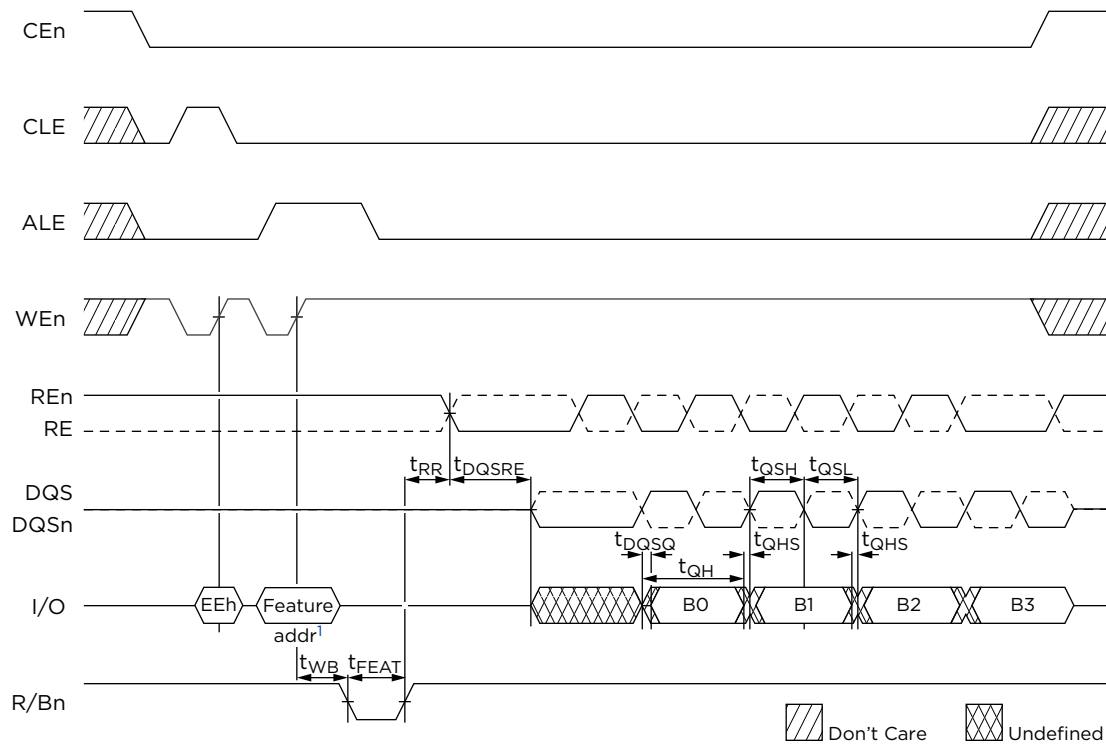 CEn
CLE
ALE
WEn
REn
RE
tRR
tDQSRE
tQSH
tQSL
DQS
DQSn
tDQSQ
tQHS
tQHS
tQH
I/O
EEh
Feature
addr1
B0
B1
B2
B3
tWB
tFEAT
R/Bn
Don't Care
Undefined